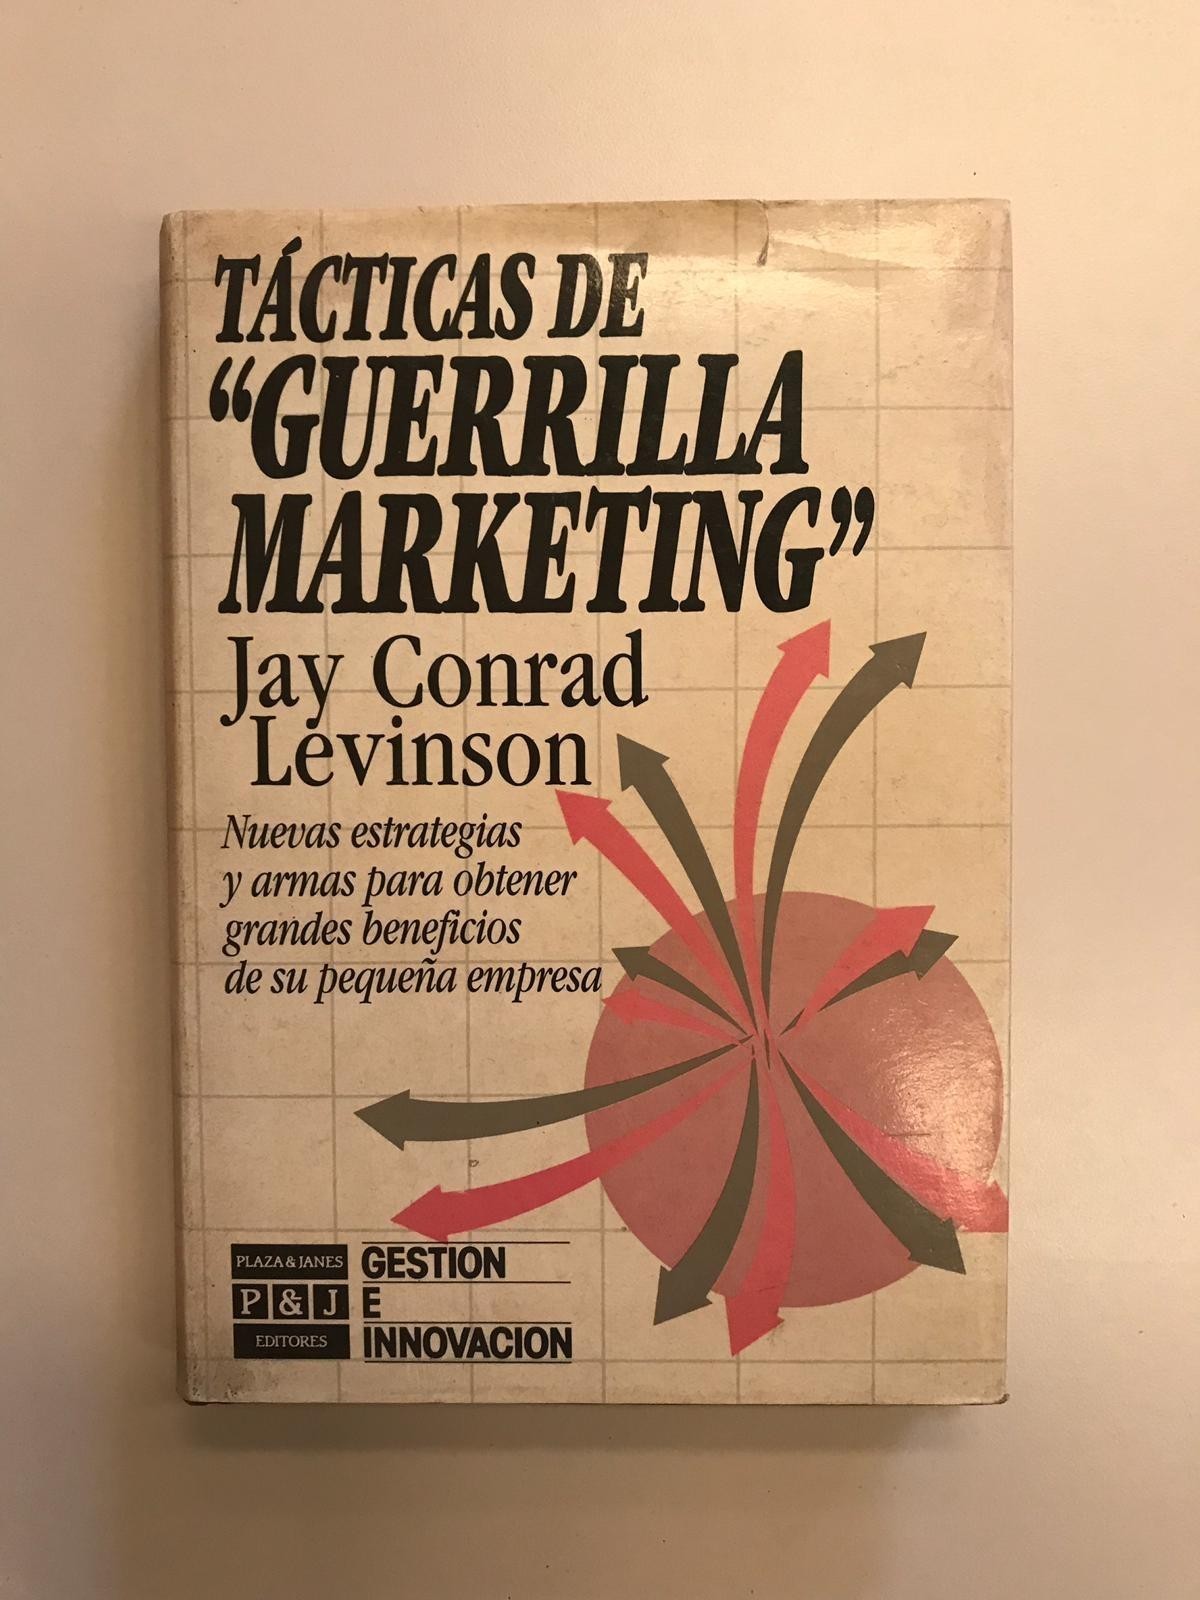 TÁCTICAS DE
“GUERRILLA
MARKETING”
Jay Conrad
Levinson
Nuevas estrategias
y armas para obtener
grandes beneficios
de su pequeña empresa
PLAZA & JANES
P & J
EDITORES
GESTION
E
INNOVACION